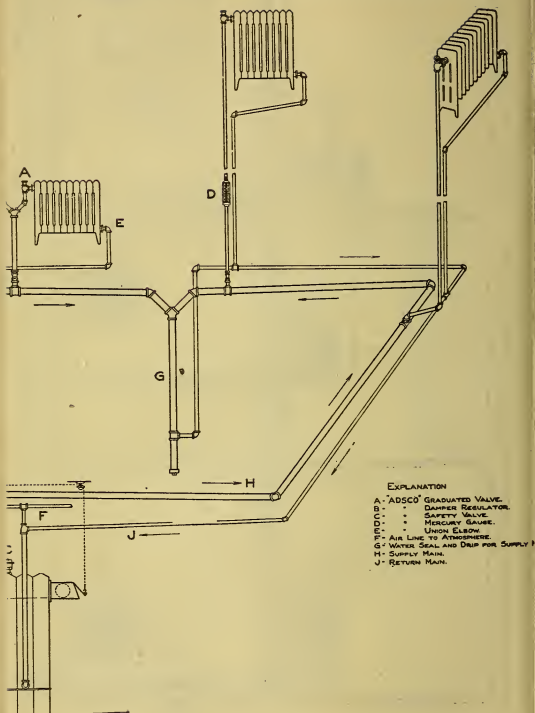 A
D
E
G
H
F
J
EXPLANATION
A - "ADSCO" GRADUATED VALVE.
B - " DAMPER REGULATOR.
C - " SAFETY VALVE.
D - " MERCURY GAUGE.
E - " UNION ELBOW.
F - AIR LINE TO ATMOSPHERE.
G - WATER SEAL AND DRIP FOR SUPPLY
H - SUPPLY MAIN.
J - RETURN MAIN.